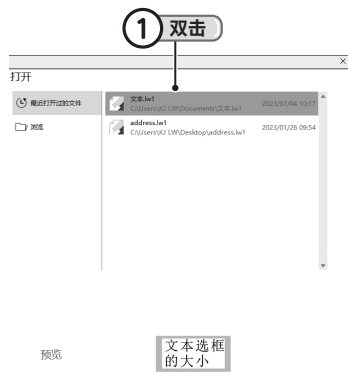 1 双击
×
打开
最近打开过的文件
文本.lw1
C:\Users\KJ LW\Documents\文本.lw1
2023/07/04 10:17
浏览
address.lw1
C:\Users\KJ LW\Desktop\address.lw1
2023/01/26 09:54
预览
文本选框
的大小